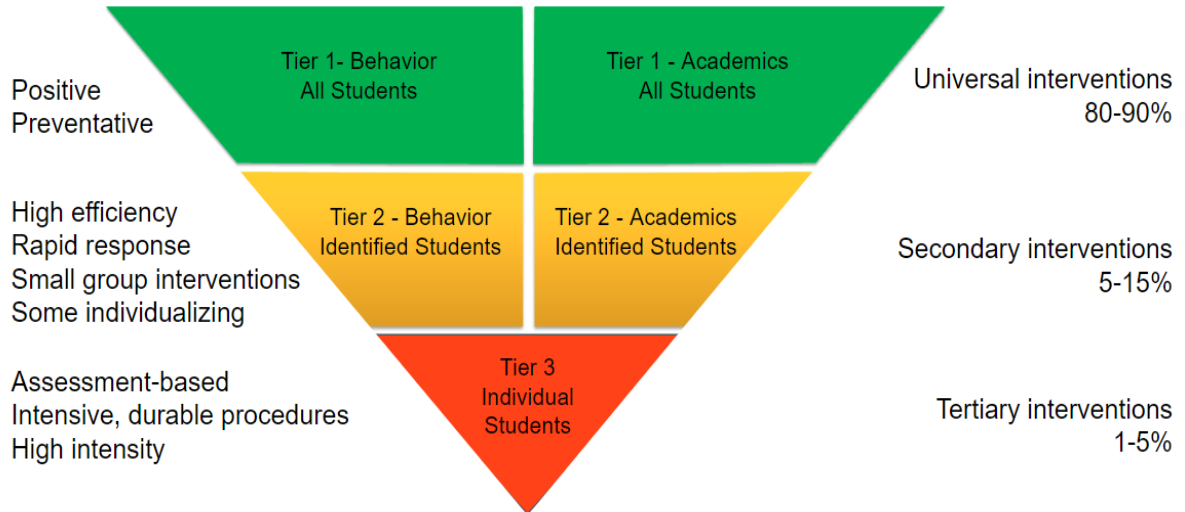 Tier 1- Behavior
All Students
Tier 1 - Academics
All Students
Positive
Preventative
Universal interventions
80-90%
Tier 2 - Behavior
Identified Students
Tier 2 - Academics
Identified Students
High efficiency
Rapid response
Small group interventions
Some individualizing
Secondary interventions
5-15%
Tier 3
Individual
Students
Assessment-based
Intensive, durable procedures
High intensity
Tertiary interventions
1-5%